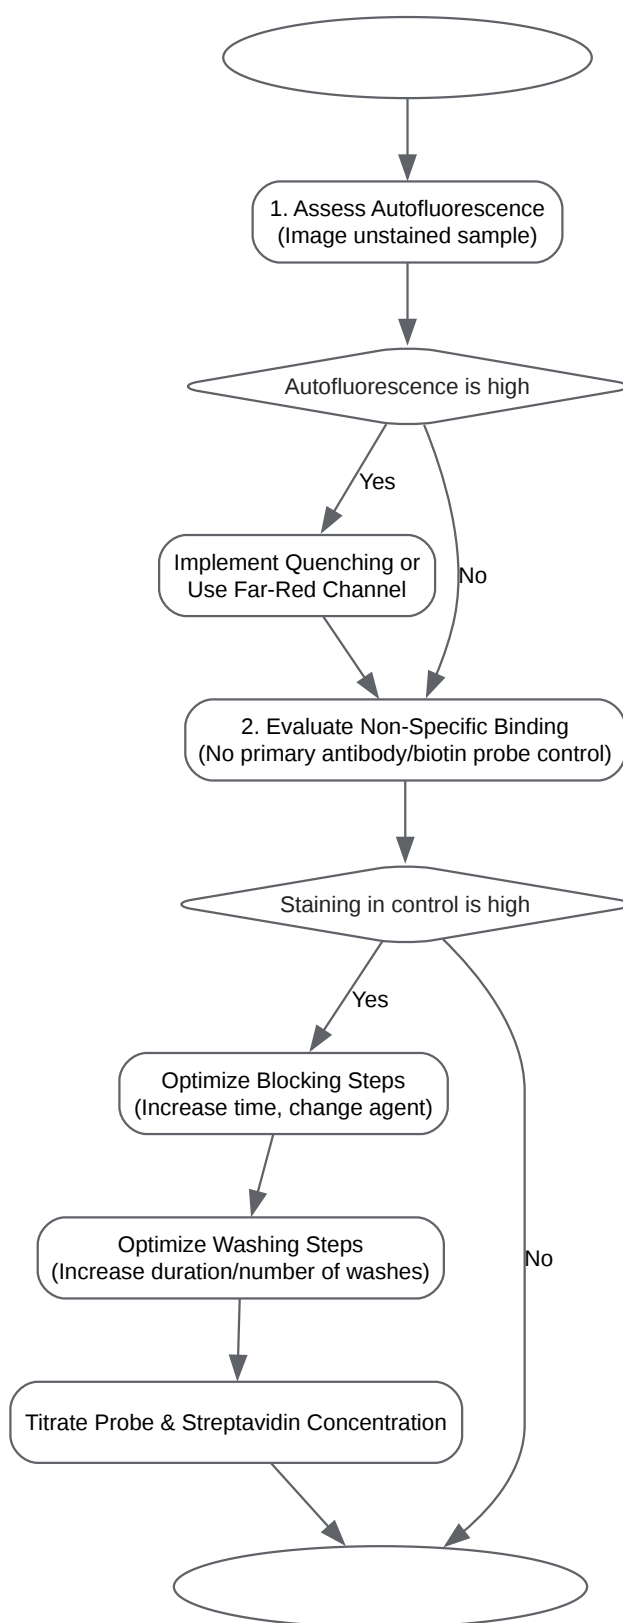 1. Assess Autofluorescence
(Image unstained sample)
Autofluorescence is high
Yes
Implement Quenching or
Use Far-Red Channel
No
2. Evaluate Non-Specific Binding
(No primary antibody/biotin probe control)
Staining in control is high
Yes
Optimize Blocking Steps
(Increase time, change agent)
Optimize Washing Steps
(Increase duration/number of washes)
No
Titrate Probe & Streptavidin Concentration